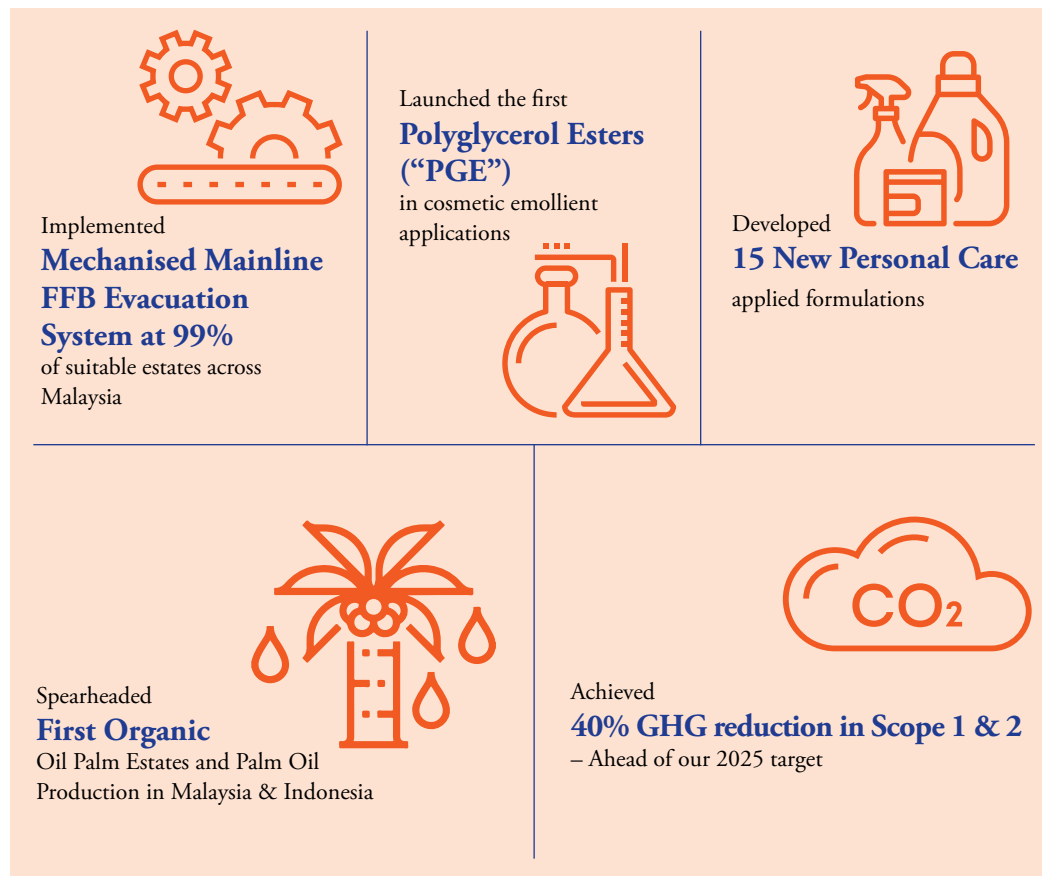 Implemented
Mechanised Mainline
FFB Evacuation
System at 99%
of suitable estates across
Malaysia
Launched the first
Polyglycerol Esters
(“PGE”)
in cosmetic emollient
applications
Developed
15 New Personal Care
applied formulations
Spearheaded
First Organic
Oil Palm Estates and Palm Oil
Production in Malaysia & Indonesia
CO2
Achieved
40% GHG reduction in Scope 1 & 2
– Ahead of our 2025 target